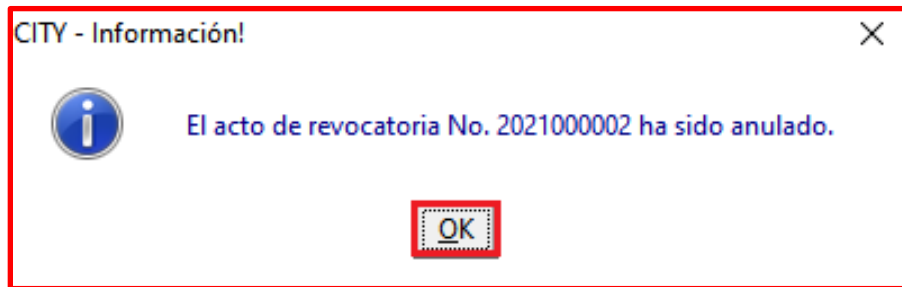 CITY - Información!
El acto de revocatoria No. 2021000002 ha sido anulado.
OK